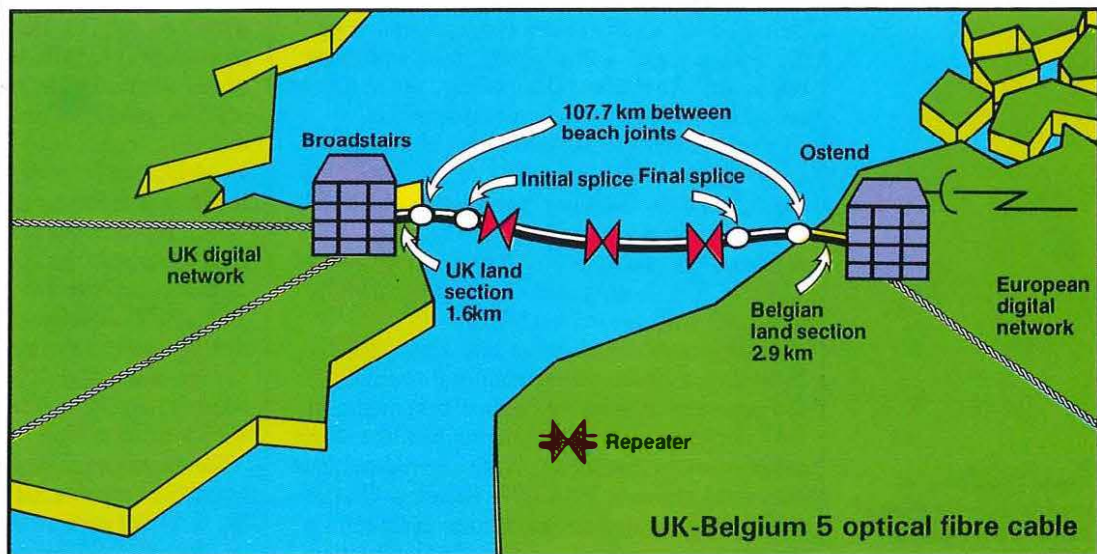 107.7 km between
beach joints
Broadstairs
Ostend
Initial splice
Final splice
UK digital
network
UK land
section
1.6km
Belgian
land section
2.9 km
European
digital
network
Repeater
UK-Belgium 5 optical fibre cable